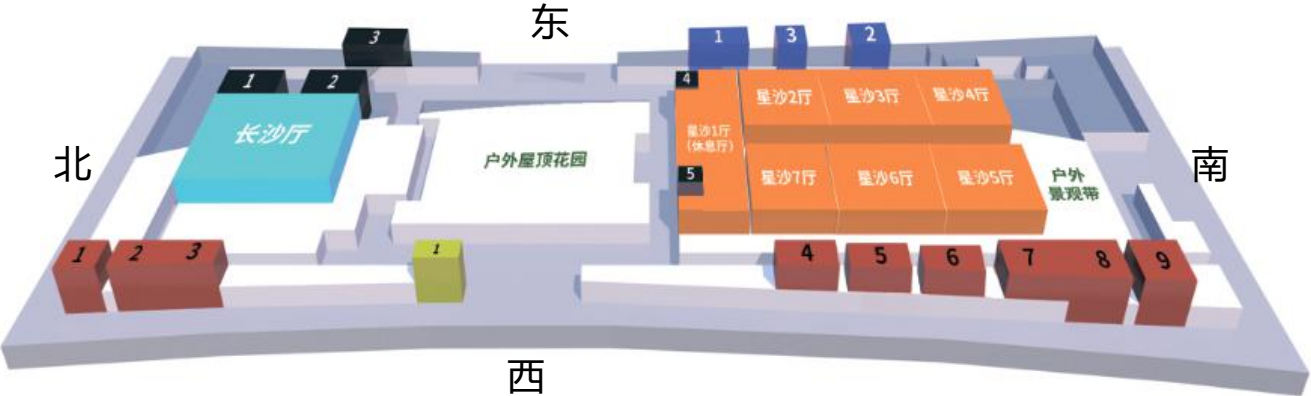 东
3
1
3
2
1
2
4
长沙厅
星沙2厅
星沙3厅
星沙4厅
星沙1厅
(休息厅)
北
户外屋顶花园
南
5
星沙7厅
星沙6厅
星沙5厅
户外
景观带
1
2
3
1
4
5
6
7
8
9
西